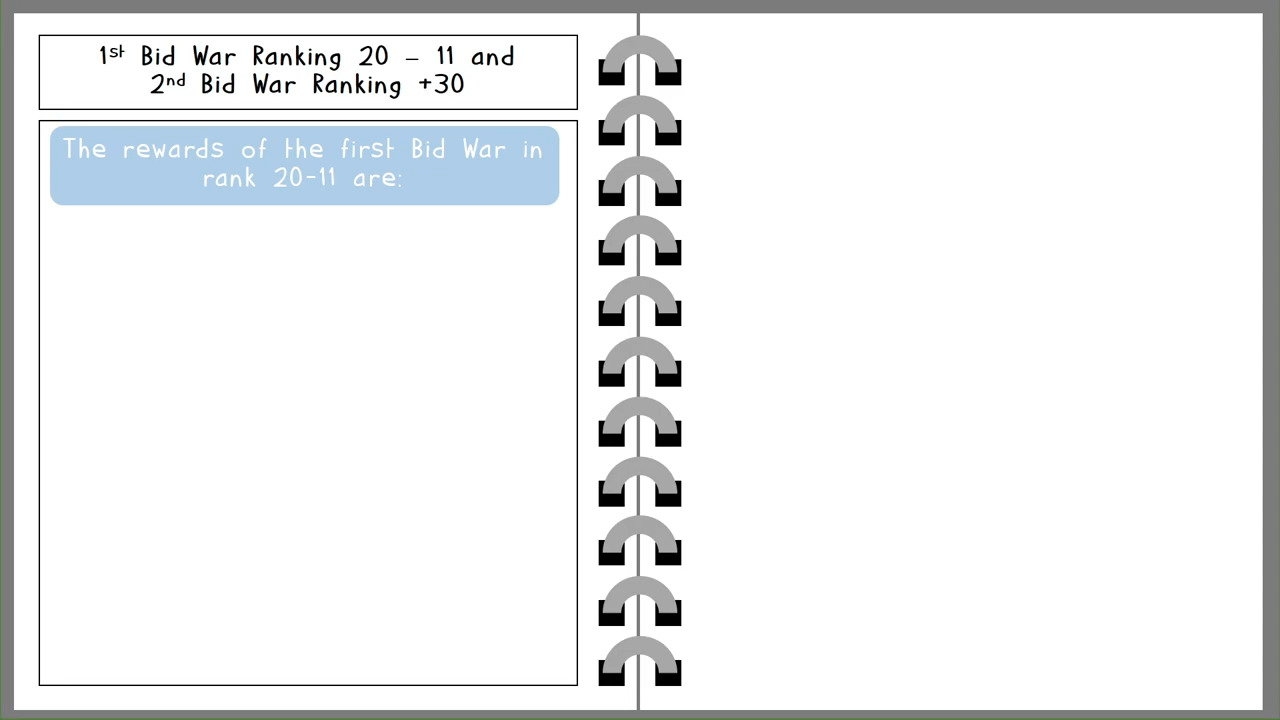 1st Bid War Ranking 20 – 11 and
2nd Bid War Ranking +30
The rewards of the first Bid War in
rank 20-11 are: